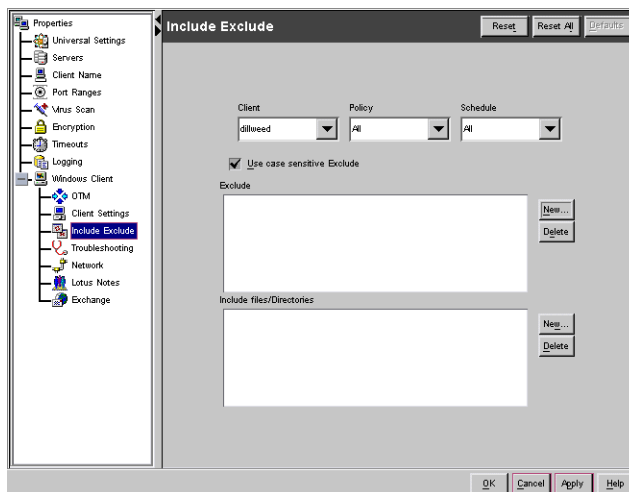 Properties
Universal Settings
Servers
Client Name
Port Ranges
Virus Scan
Encryption
Timeouts
Logging
Windows Client
OTM
Client Settings
Include Exclude
Troubleshooting
Network
Lotus Notes
Exchange
Include Exclude
Reset
Reset All
Defaults
Client
Policy
Schedule
dillweed
All
All
Use case sensitive Exclude
Exclude
New...
Delete
Include files/Directories
New...
Delete
OK
Cancel
Apply
Help